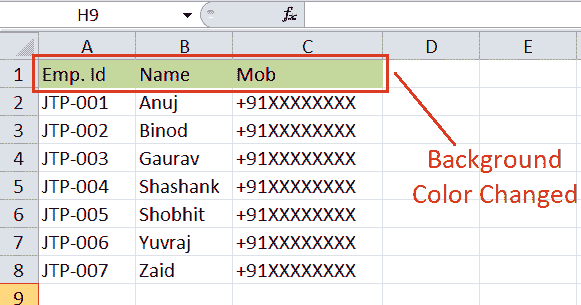 H9 fx
A B C D E
1 Emp. Id Name Mob
2 JTP-001 Anuj +91XXXXXXXX
3 JTP-002 Binod +91XXXXXXXX
4 JTP-003 Gaurav +91XXXXXXXX
5 JTP-004 Shashank +91XXXXXXXX
6 JTP-005 Shobhit +91XXXXXXXX
7 JTP-006 Yuvraj +91XXXXXXXX
8 JTP-007 Zaid +91XXXXXXXX
9
Background
Color Changed